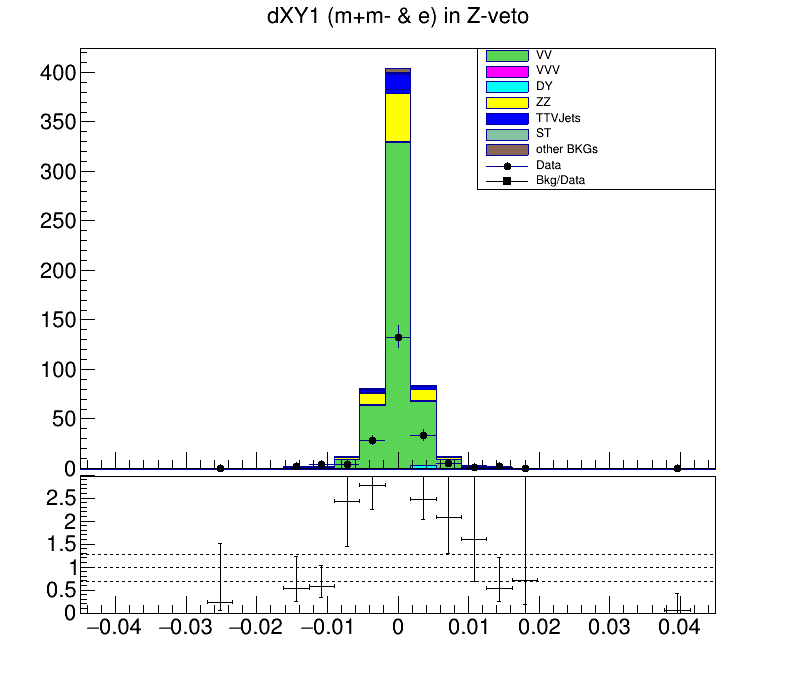 dXY1 (m+m- & e) in Z-veto
400
350
300
250
200
150
100
50
0
VV
VVV
DY
ZZ
TTVJets
ST
other BKGs
Data
Bkg/Data
2.5
2
1.5
1
0.5
0
−0.04 −0.03 −0.02 −0.01 0 0.01 0.02 0.03 0.04